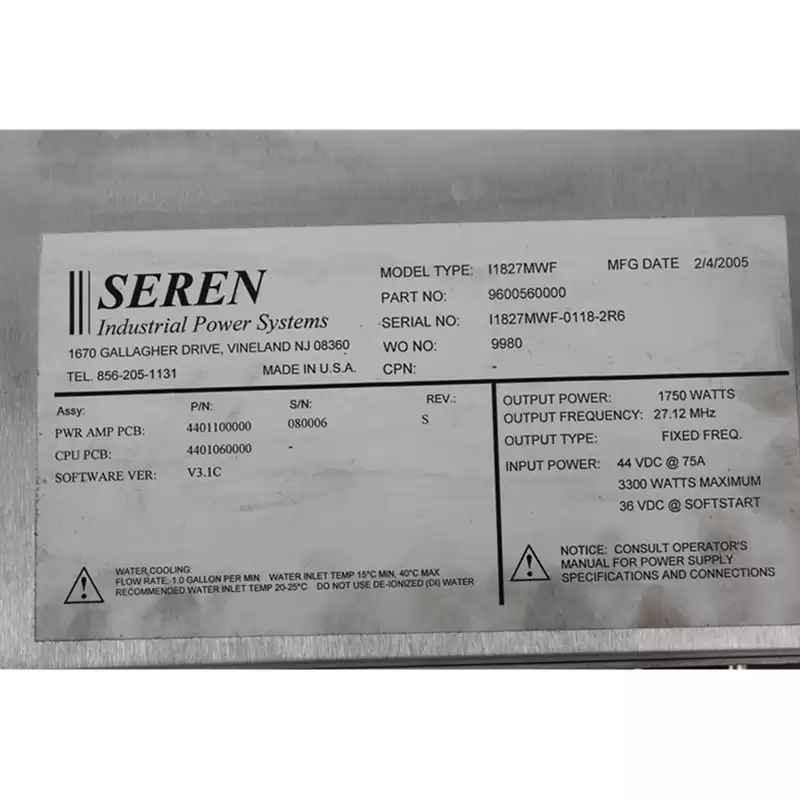 SEREN
Industrial Power Systems
1670 GALLAGHER DRIVE, VINELAND NJ 08360
TEL. 856-205-1131 MADE IN U.S.A.
MODEL TYPE: I1827MWF MFG DATE 2/4/2005
PART NO: 9600560000
SERIAL NO: I1827MWF-0118-2R6
WO NO: 9980
CPN: -
Assy: P/N: S/N: REV.:
PWR AMP PCB: 4401100000 080006 S
CPU PCB: 4401060000 -
SOFTWARE VER: V3.1C
OUTPUT POWER: 1750 WATTS
OUTPUT FREQUENCY: 27.12 MHz
OUTPUT TYPE: FIXED FREQ.
INPUT POWER: 44 VDC @ 75A
3300 WATTS MAXIMUM
36 VDC @ SOFTSTART
WATER,COOLING:
FLOW RATE, 1.0 GALLON PER MIN WATER INLET TEMP 15°C MIN, 40°C MAX
RECOMMENDED WATER INLET TEMP 20-25°C. DO NOT USE DE-IONIZED (DI) WATER
NOTICE: CONSULT OPERATOR'S
MANUAL FOR POWER SUPPLY
SPECIFICATIONS AND CONNECTIONS